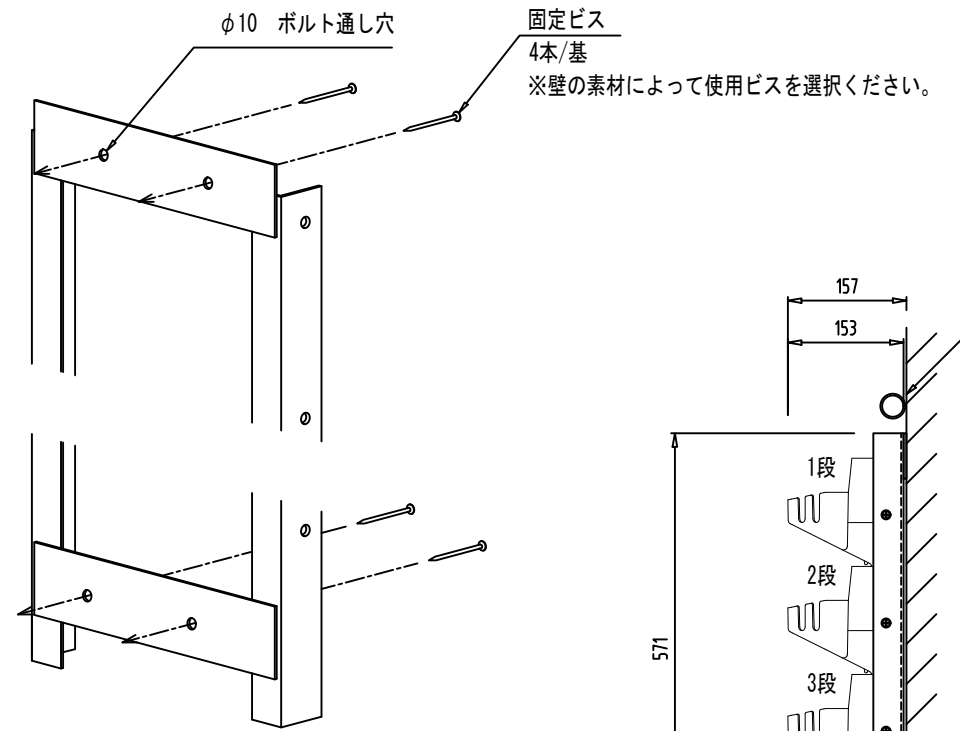 φ10 ボルト通し穴
固定ビス
4本/基
※壁の素材によって使用ビスを選択ください。
157
153
1段
2段
571
3段